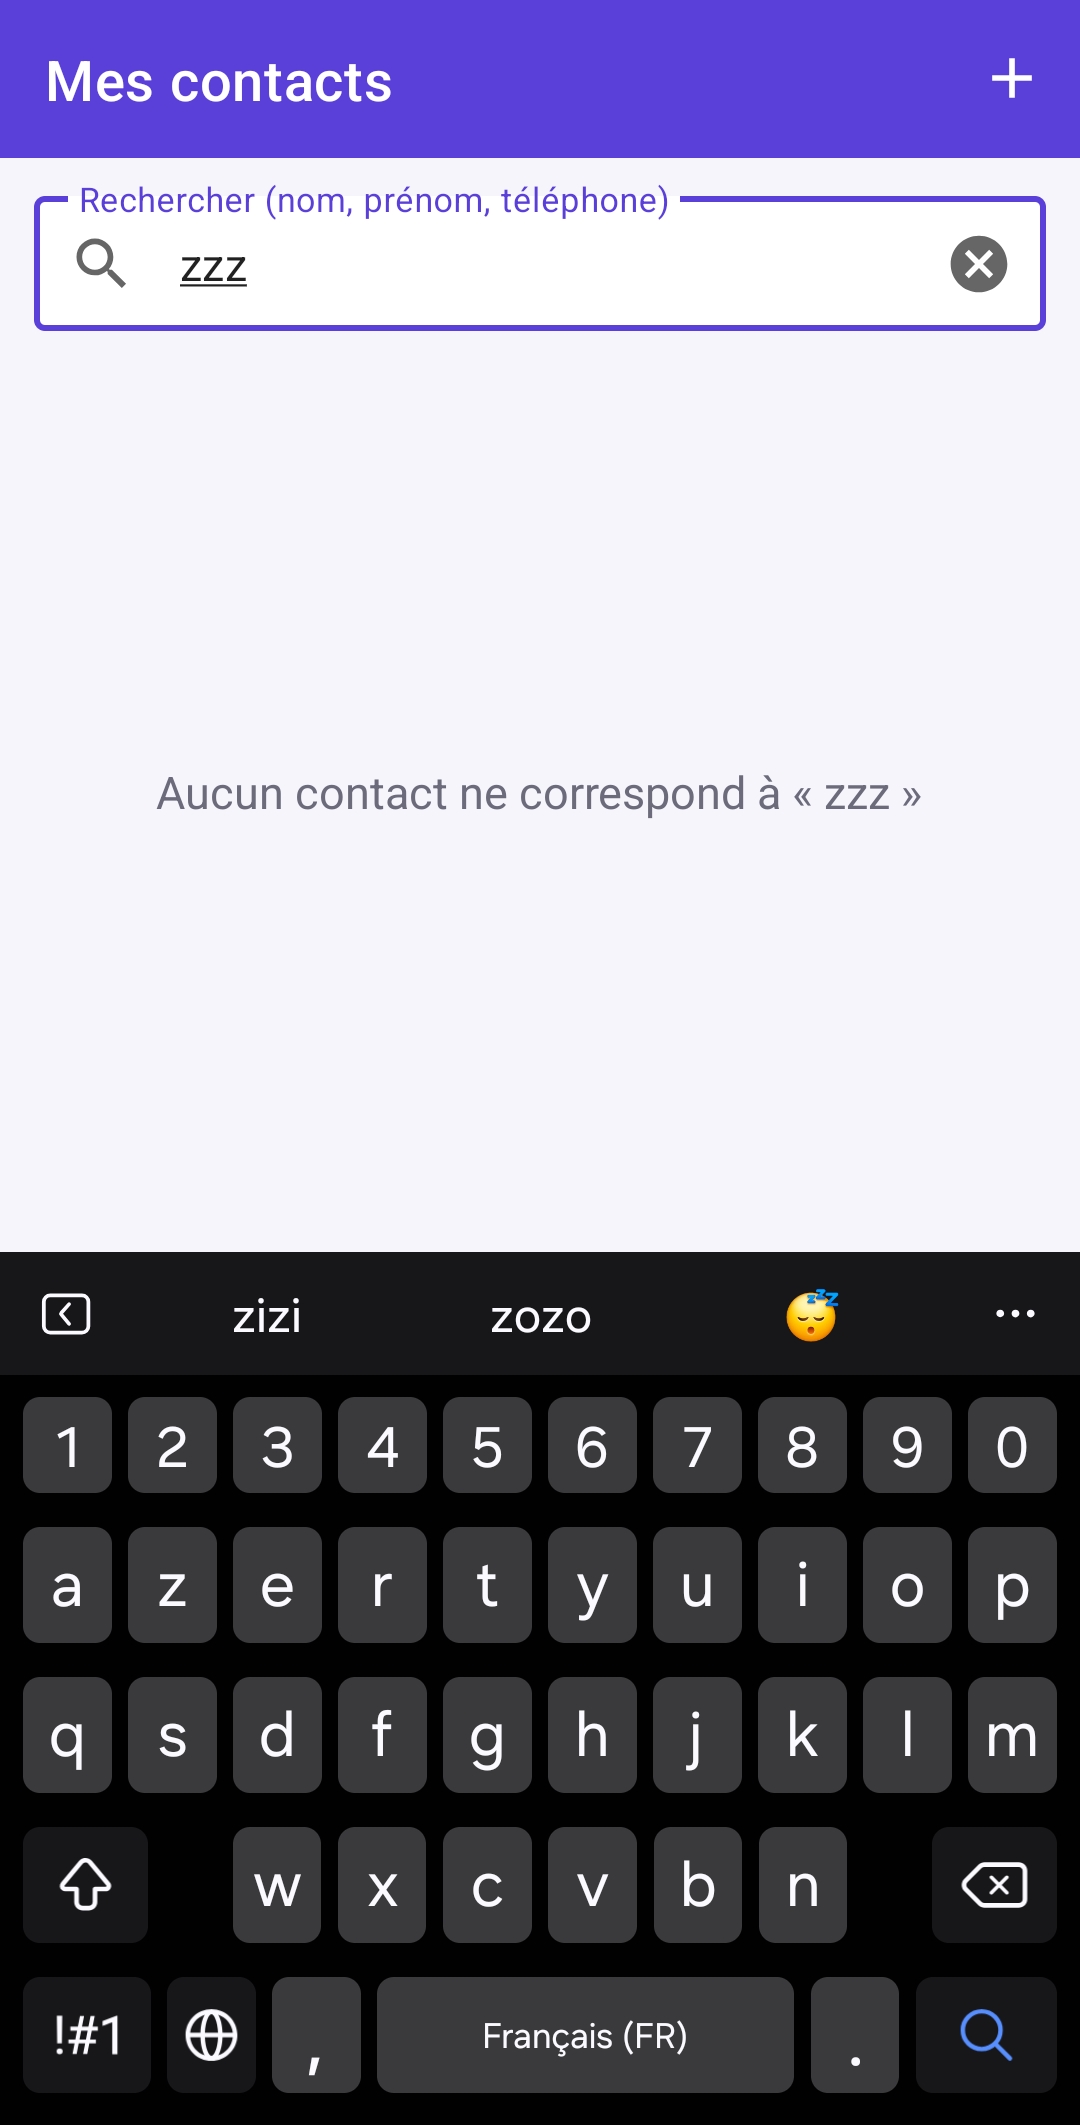 Mes contacts
Rechercher (nom, prénom, téléphone)
zzz
Aucun contact ne correspond à « zzz »
zizi zozo 😴 ...
1 2 3 4 5 6 7 8 9 0
a z e r t y u i o p
q s d f g h j k l m
w x c v b n
!#1 , Français (FR) .